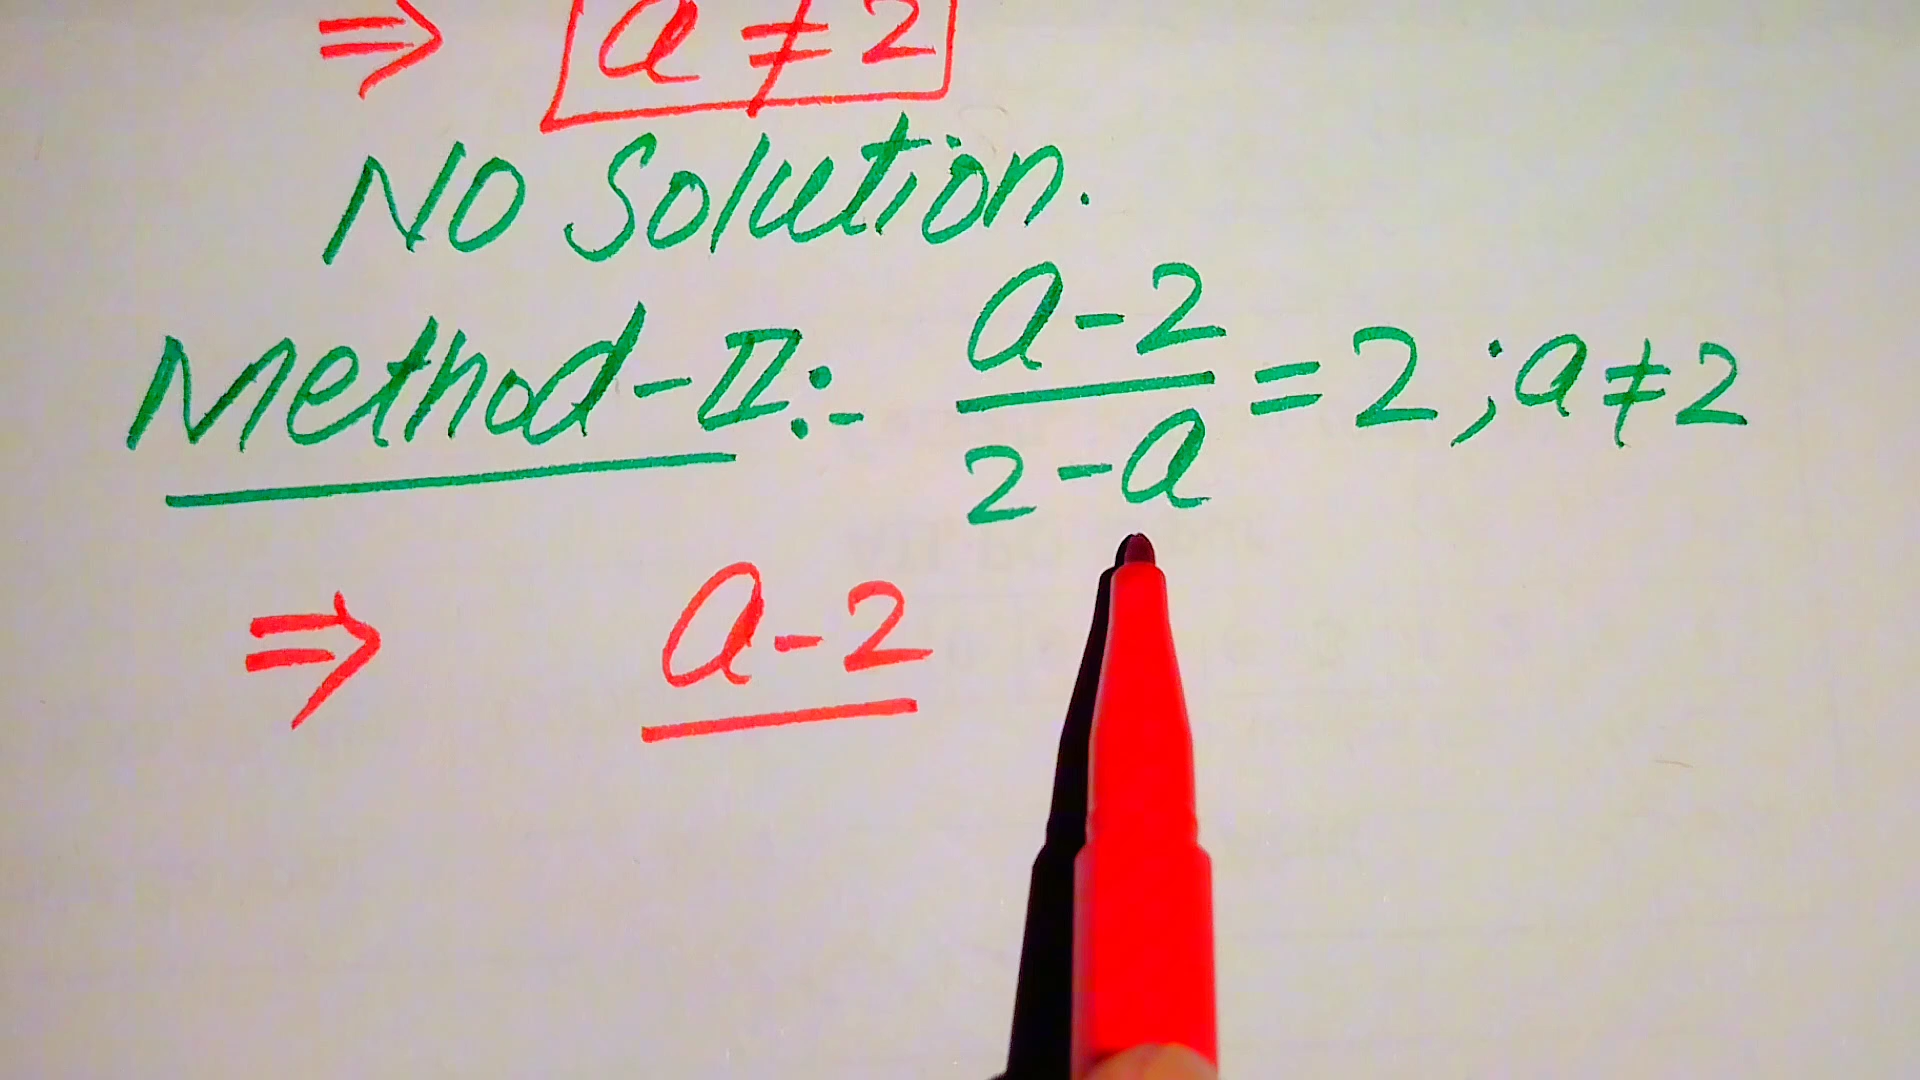 ⇒ a ≠ 2
NO Solution.
Method-II:- a-2/2-a = 2 ; a ≠ 2
⇒ a-2